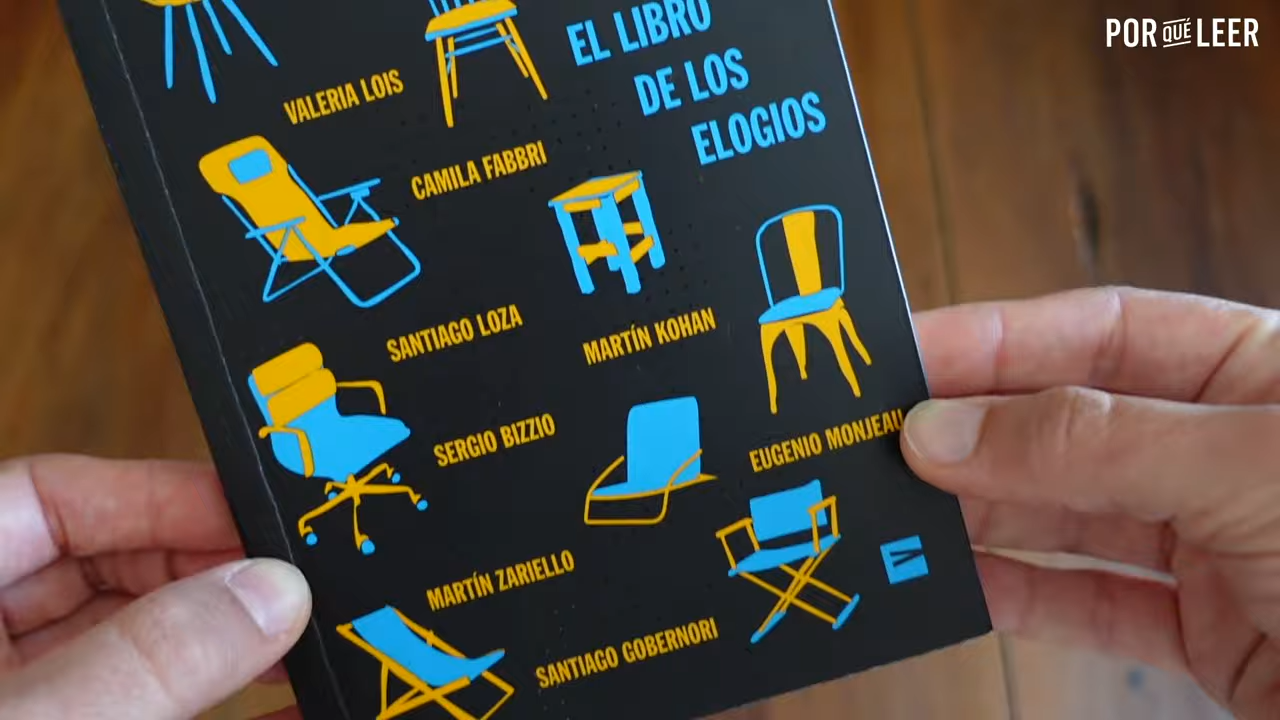 POR QUÉ LEER
EL LIBRO
DE LOS
ELOGIOS
VALERIA LOIS
CAMILA FABBRI
SANTIAGO LOZA
MARTÍN KOHAN
SERGIO BIZZIO
EUGENIO MONJEAU
MARTÍN ZARIELLO
SANTIAGO GOBERNORI